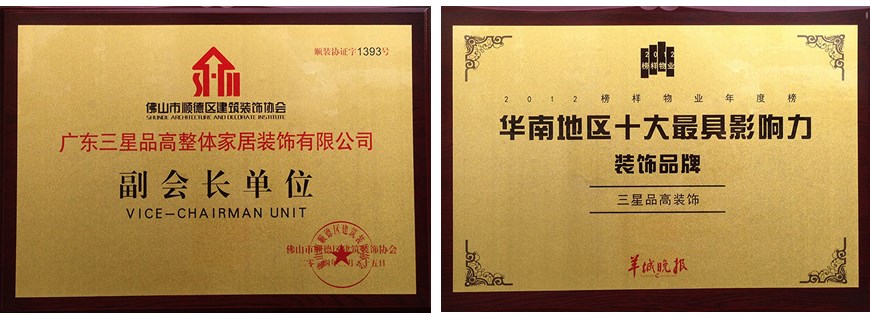 顺装协证字1393号
佛山市顺德区建筑装饰协会
SHUNDE ARCHITECTURE AND DECORATE INSTITUTE
广东三星品高整体家居装饰有限公司
副会长单位
VICE-CHAIRMAN UNIT
佛山市顺德区建筑装饰协会
2012
榜样物业
2012榜样物业年度榜
华南地区十大最具影响力
装饰品牌
三星品高装饰
羊城晚报